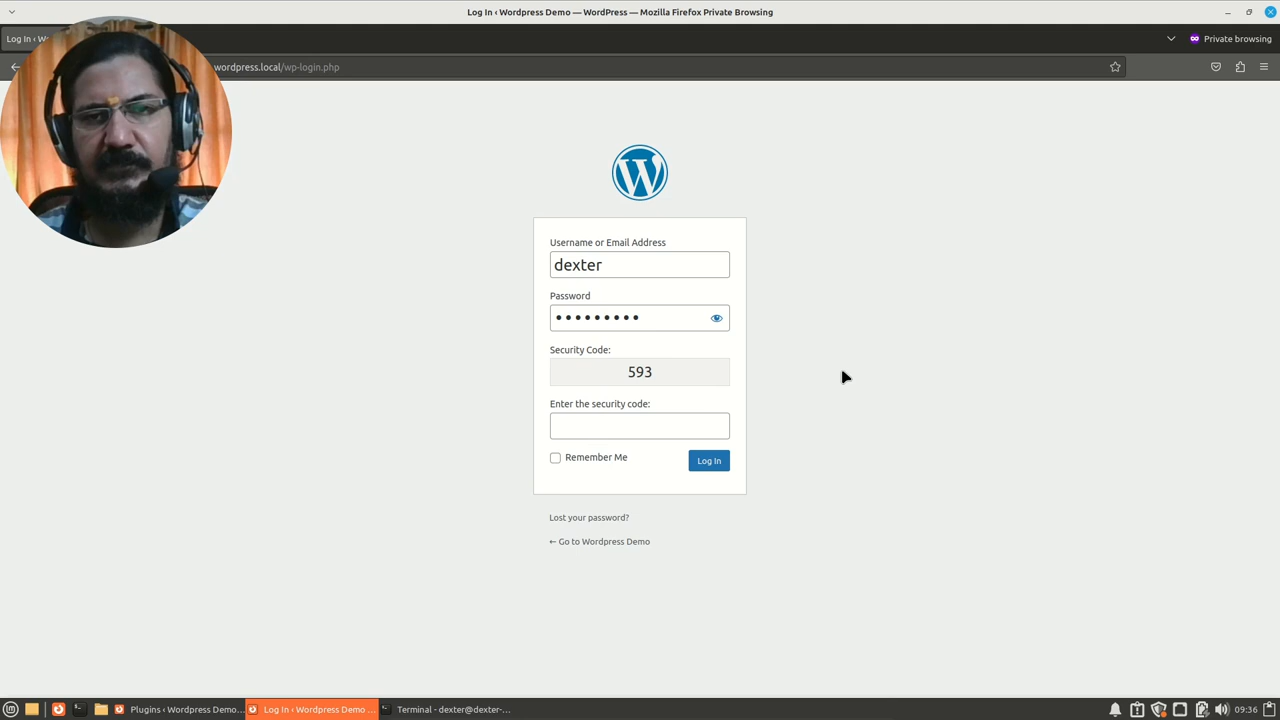 Log In ‹ Wordpress Demo — WordPress — Mozilla Firefox Private Browsing
Log In ‹ Wo
Private browsing
wordpress.local/wp-login.php
Username or Email Address
dexter
Password
Security Code:
593
Enter the security code:
Remember Me
Log In
Lost your password?
← Go to Wordpress Demo
Plugins ‹ Wordpress Demo...
Log In ‹ Wordpress Demo ...
Terminal - dexter@dexter-...
09:36